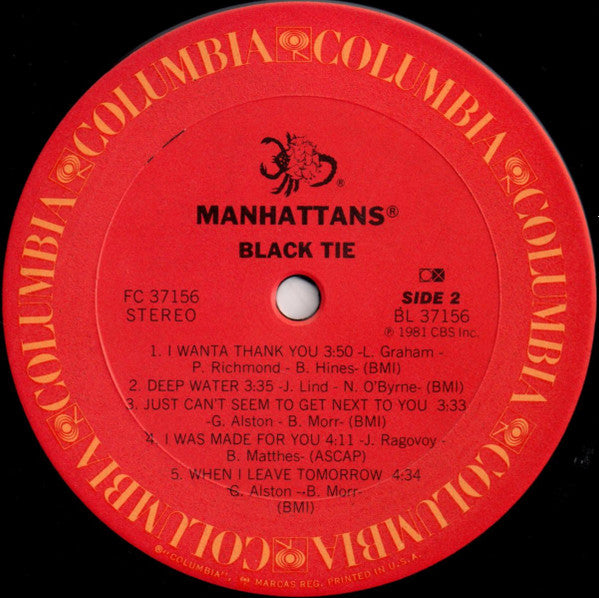 COLUMBIA COLUMBIA COLUMBIA COLUMBIA COLUMBIA COLUMBIA
®
MANHATTANS®
BLACK TIE
FC 37156
STEREO
SIDE 2
BL 37156
℗ 1981 CBS Inc.
1. I WANTA THANK YOU 3:50 -L. Graham -
P. Richmond - B. Hines- (BMI)
2. DEEP WATER 3:35 -J. Lind - N. O'Byrne- (BMI)
3. JUST CAN'T SEEM TO GET NEXT TO YOU 3:33
-G. Alston - B. Morr- (BMI)
4. I WAS MADE FOR YOU 4:11 -J. Ragovoy -
B. Matthes- (ASCAP)
5. WHEN I LEAVE TOMORROW 4:34
-G. Alston --B. Morr-
(BMI)
®"COLUMBIA", MARCAS REG. PRINTED IN U.S.A.